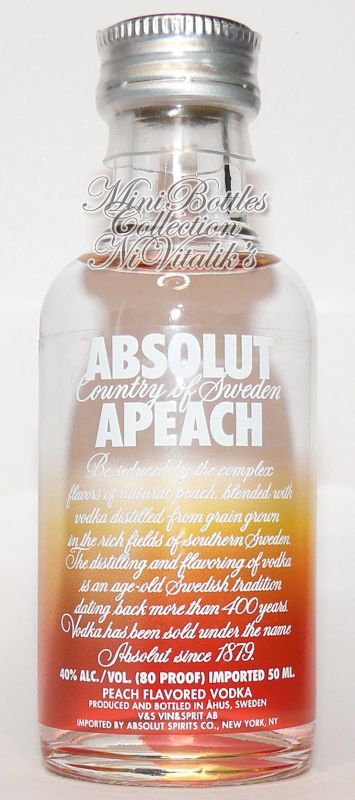 Mini Bottles
Collection
NiVitalik's
ABSOLUT
Country of Sweden
APEACH
Be seduced by the complex
flavors of natural peach, blended with
vodka distilled from grain grown
in the rich fields of southern Sweden.
The distilling and flavoring of vodka
is an age-old Swedish tradition
dating back more than 400 years.
Vodka has been sold under the name
Absolut since 1879.
40% ALC./VOL. (80 PROOF) IMPORTED 50 ML.
PEACH FLAVORED VODKA
PRODUCED AND BOTTLED IN ÅHUS, SWEDEN
V&S VIN&SPRIT AB
IMPORTED BY ABSOLUT SPIRITS CO., NEW YORK, NY